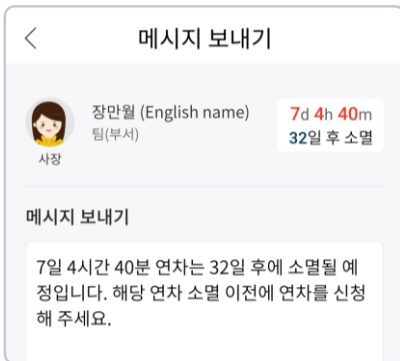 메시지 보내기
장만월 (English name)
팀(부서)
사장
7d 4h 40m
32일 후 소멸
메시지 보내기
7일 4시간 40분 연차는 32일 후에 소멸될 예
정입니다. 해당 연차 소멸 이전에 연차를 신청
해 주세요.